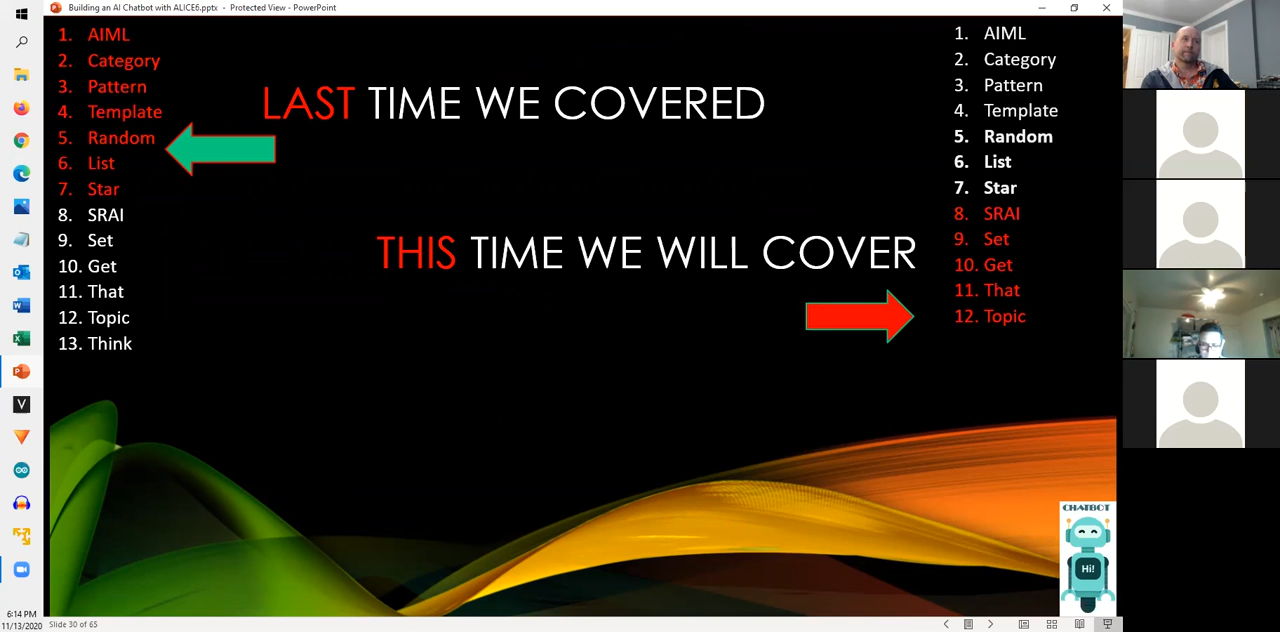 Building an AI Chatbot with ALICE6.pptx - Protected View - PowerPoint
1. AIML
2. Category
3. Pattern
4. Template
5. Random
6. List
7. Star
8. SRAI
9. Set
10. Get
11. That
12. Topic
13. Think
LAST TIME WE COVERED
THIS TIME WE WILL COVER
1. AIML
2. Category
3. Pattern
4. Template
5. Random
6. List
7. Star
8. SRAI
9. Set
10. Get
11. That
12. Topic
CHATBOT
Hi!
6:14 PM
11/13/2020
Slide 30 of 65